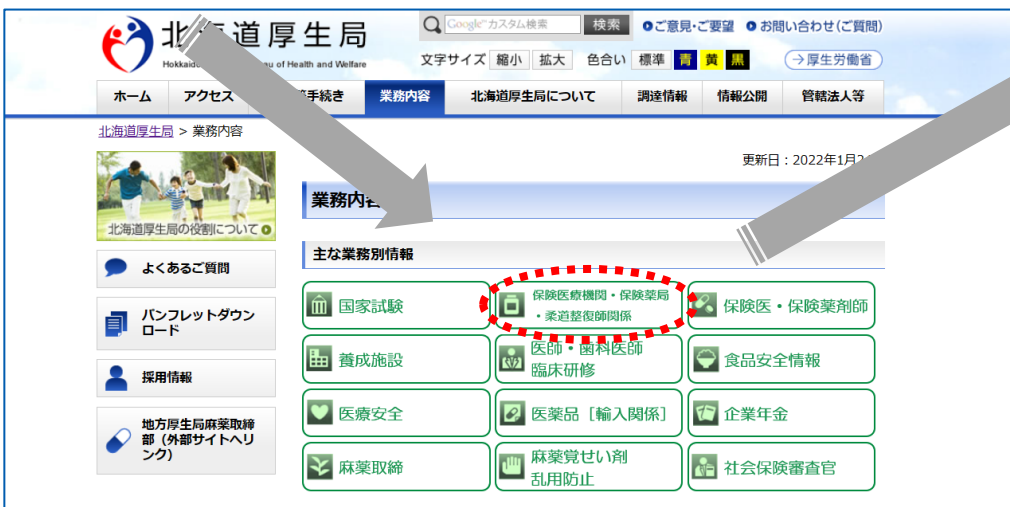 北海道厚生局
Hokkaido of Health and Welfare
Google™ カスタム検索 検索 ご意見・ご要望 お問い合わせ(ご質問)
文字サイズ 縮小 拡大 色合い 標準 青 黄 黒 →厚生労働省
ホーム アクセス 手続き 業務内容 北海道厚生局について 調達情報 情報公開 管轄法人等
北海道厚生局 > 業務内容
更新日：2022年1月
北海道厚生局の役割について
業務内容
主な業務別情報
よくあるご質問
パンフレットダウン
ロード
採用情報
地方厚生局麻薬取締
部（外部サイトへリ
ンク）
国家試験
保険医療機関・保険薬局
・柔道整復師関係
保険医・保険薬剤師
養成施設
医師・歯科医師
臨床研修
食品安全情報
医療安全
医薬品［輸入関係］
企業年金
麻薬取締
麻薬覚せい剤
乱用防止
社会保険審査官